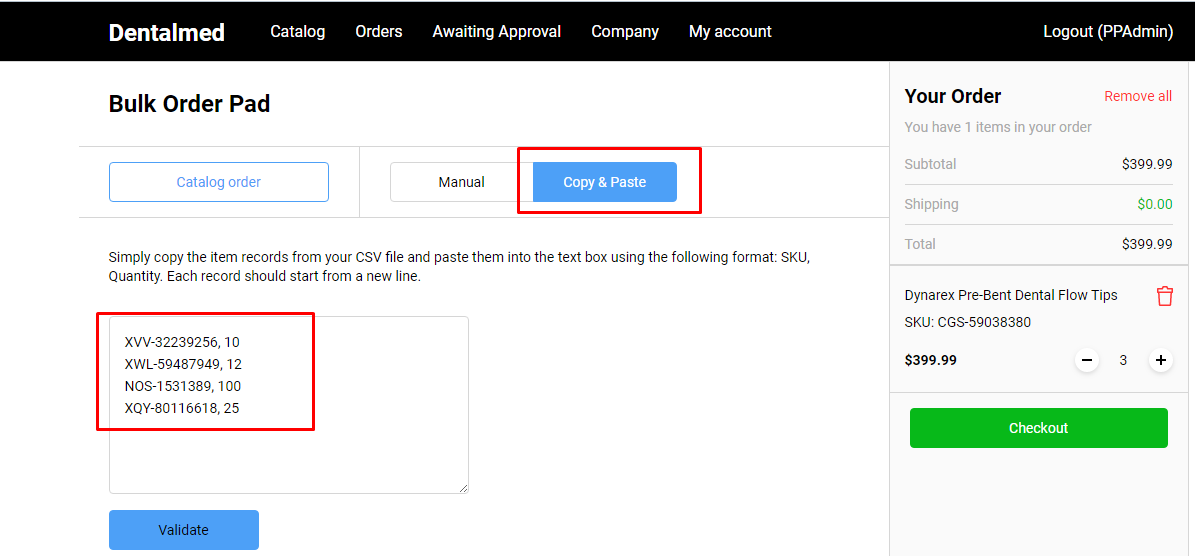 Dentalmed Catalog Orders Awaiting Approval Company My account Logout (PPAdmin)
Bulk Order Pad
Catalog order Manual Copy & Paste
Simply copy the item records from your CSV file and paste them into the text box using the following format: SKU,
Quantity. Each record should start from a new line.
XVV-32239256, 10
XWL-59487949, 12
NOS-1531389, 100
XQY-80116618, 25
Validate
Your Order Remove all
You have 1 items in your order
Subtotal $399.99
Shipping $0.00
Total $399.99
Dynarex Pre-Bent Dental Flow Tips
SKU: CGS-59038380
$399.99 − 3 +
Checkout